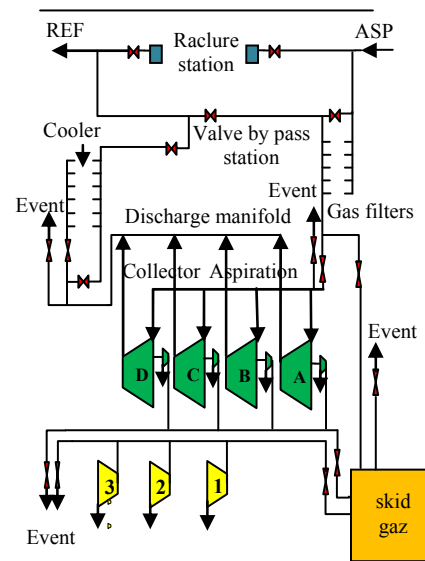 REF
Raclure
station
ASP
Cooler
Valve by pass
station
Event
Event
Gas filters
Discharge manifold
Collector Aspiration
Event
D
C
B
A
3
2
1
skid
gaz
Event